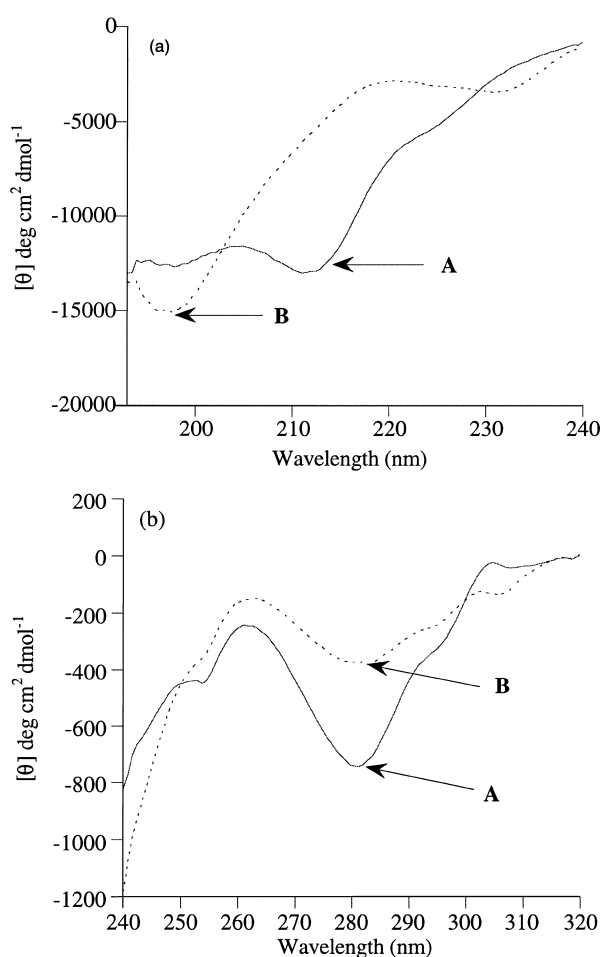 (a)
0
-5000
-10000
-15000
-20000
[θ] deg cm² dmol⁻¹
A
B
200 210 220 230 240
Wavelength (nm)
(b)
200
0
-200
-400
-600
-800
-1000
-1200
[θ] deg cm² dmol⁻¹
B
A
240 250 260 270 280 290 300 310 320
Wavelength (nm)